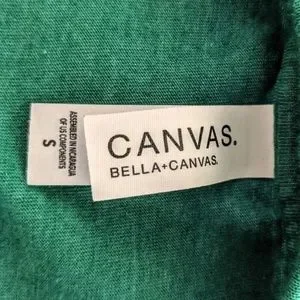 CANVAS.
BELLA+CANVAS.
ASSEMBLED IN NICARAGUA
OF US COMPONENTS
S